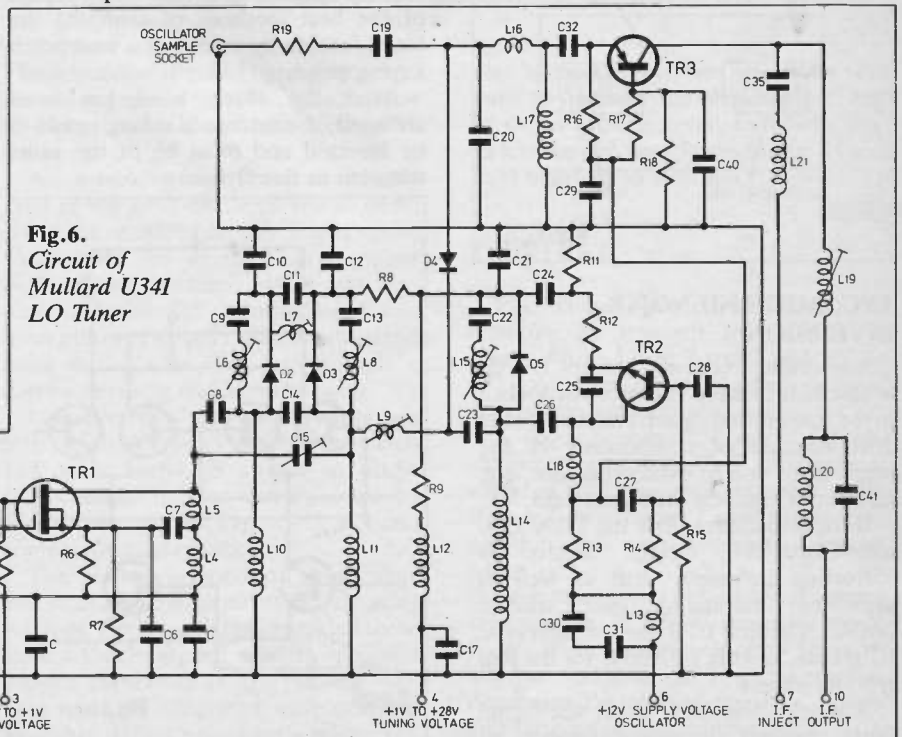 OSCILLATOR
SAMPLE
SOCKET
R19
C19
L16
C32
TR3
C35
L17
R16
R17
C20
R18
C40
L21
C29
Fig.6.
Circuit of
Mullard U341
LO Tuner
C10
C11
C12
R8
D4
C21
C24
R11
L19
C9
L7
C13
C22
R12
L6
D2
D3
L8
L15
D5
TR2
C25
C28
C8
C14
L9
C23
C26
C15
TR1
L18
C7
L5
R9
C27
L20
C41
R6
L4
L10
L11
L12
L14
R13
R14
R15
R7
L13
C
C6
C
C17
C30
C31
3
4
6
7
10
TO +1V
VOLTAGE
+1V TO +28V
TUNING VOLTAGE
+12V SUPPLY VOLTAGE
OSCILLATOR
I.F.
INJECT
I.F.
OUTPUT